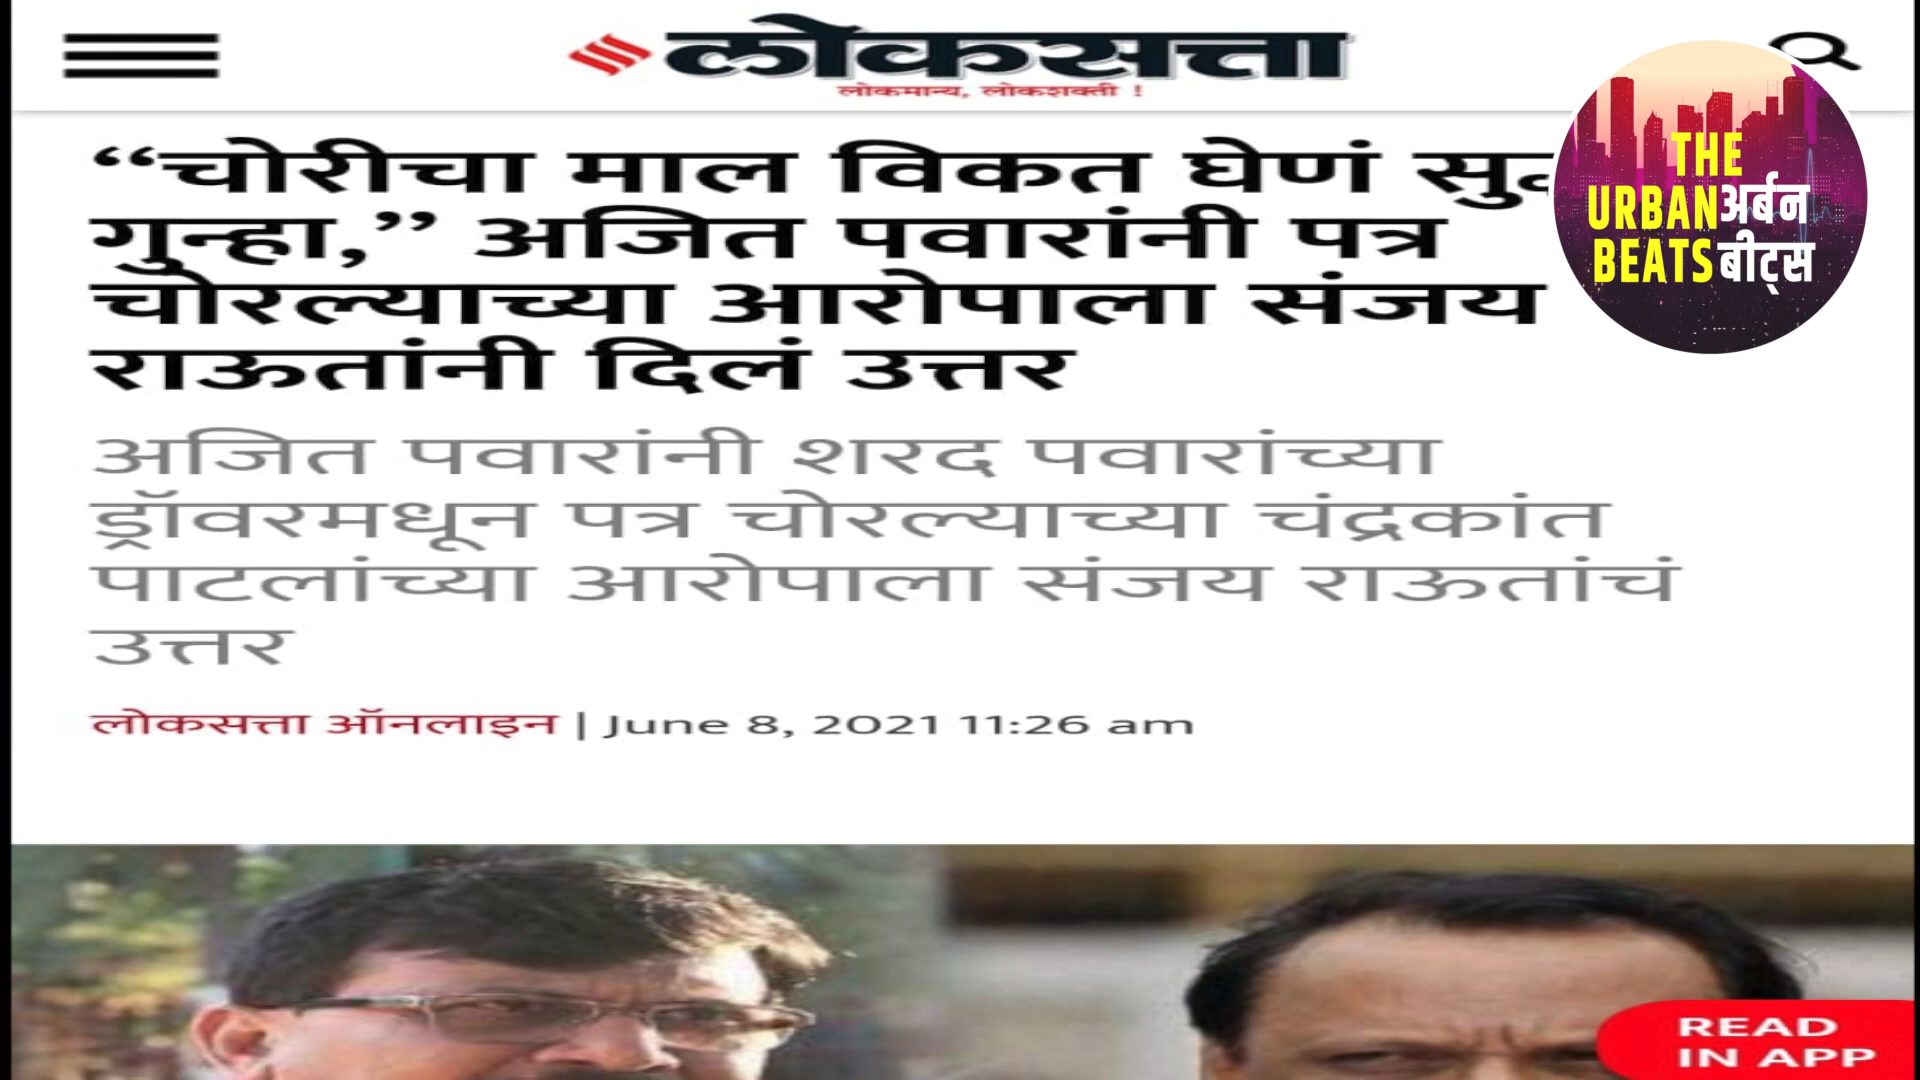 लोकसत्ता
लोकमान्य, लोकशक्ती !
“चोरीचा माल विकत घेणं
गुन्हा,” अजित पवारांनी पत्र
चोरल्याच्या आरोपाला संजय
राऊतांनी दिलं उत्तर
THE
URBAN अर्बन
BEATS बीट्स
अजित पवारांनी शरद पवारांच्या
ड्रॉवरमधून पत्र चोरल्याच्या चंद्रकांत
पाटलांच्या आरोपाला संजय राऊतांचं
उत्तर
लोकसत्ता ऑनलाइन | June 8, 2021 11:26 am
READ
IN APP